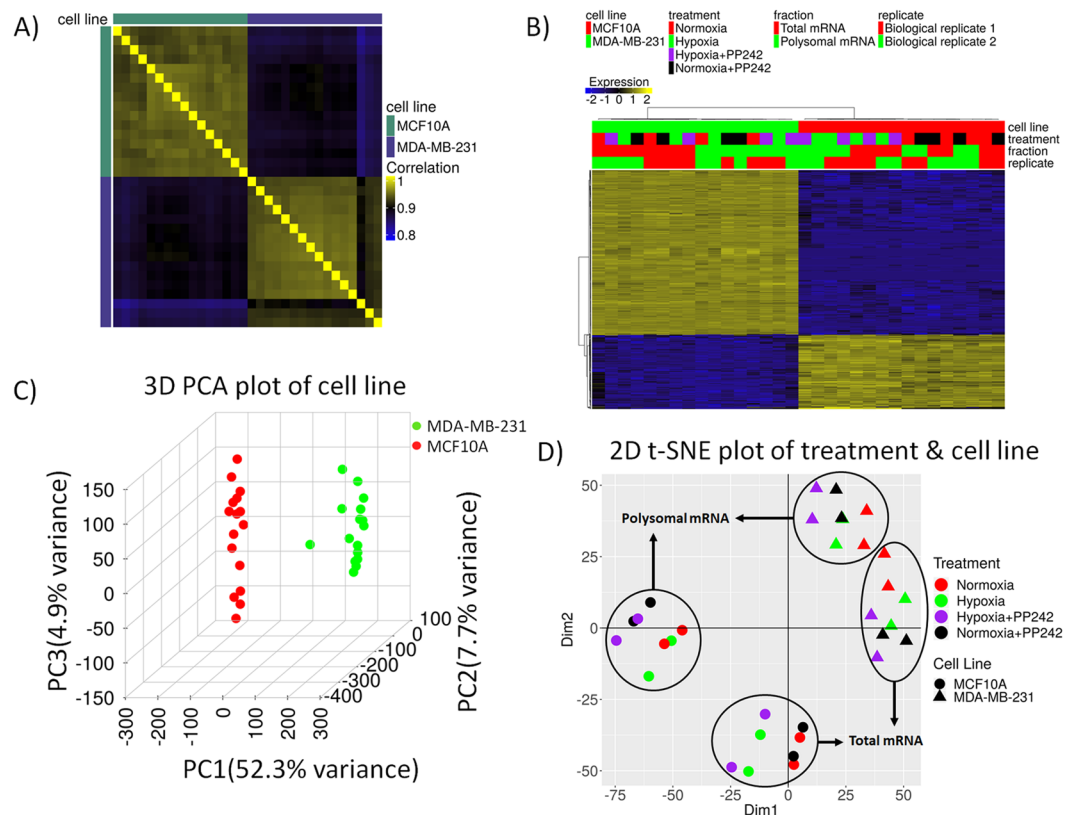 A)
cell line
cell line
MCF10A
MDA-MB-231
Correlation
1
0.9
0.8
cell line
B)
cell line treatment fraction replicate
MCF10A Normoxia Total mRNA Biological replicate 1
MDA-MB-231 Hypoxia Polysomal mRNA Biological replicate 2
Hypoxia+PP242
Normoxia+PP242
Expression
-2 -1 0 1 2
cell line
treatment
fraction
replicate
C)
3D PCA plot of cell line
MDA-MB-231
MCF10A
PC3(4.9% variance)
150
100
50
0
-50
-100
-150
-300
-200
-100
0
100
200
300
PC1(52.3% variance)
100
0
-100
-200
-300
-400
PC2(7.7% variance)
D)
2D t-SNE plot of treatment & cell line
Dim2
50
25
0
-25
-50
Polysomal mRNA
Total mRNA
-75 -50 -25 0 25 50
Dim1
Treatment
Normoxia
Hypoxia
Hypoxia+PP242
Normoxia+PP242
Cell Line
MCF10A
MDA-MB-231